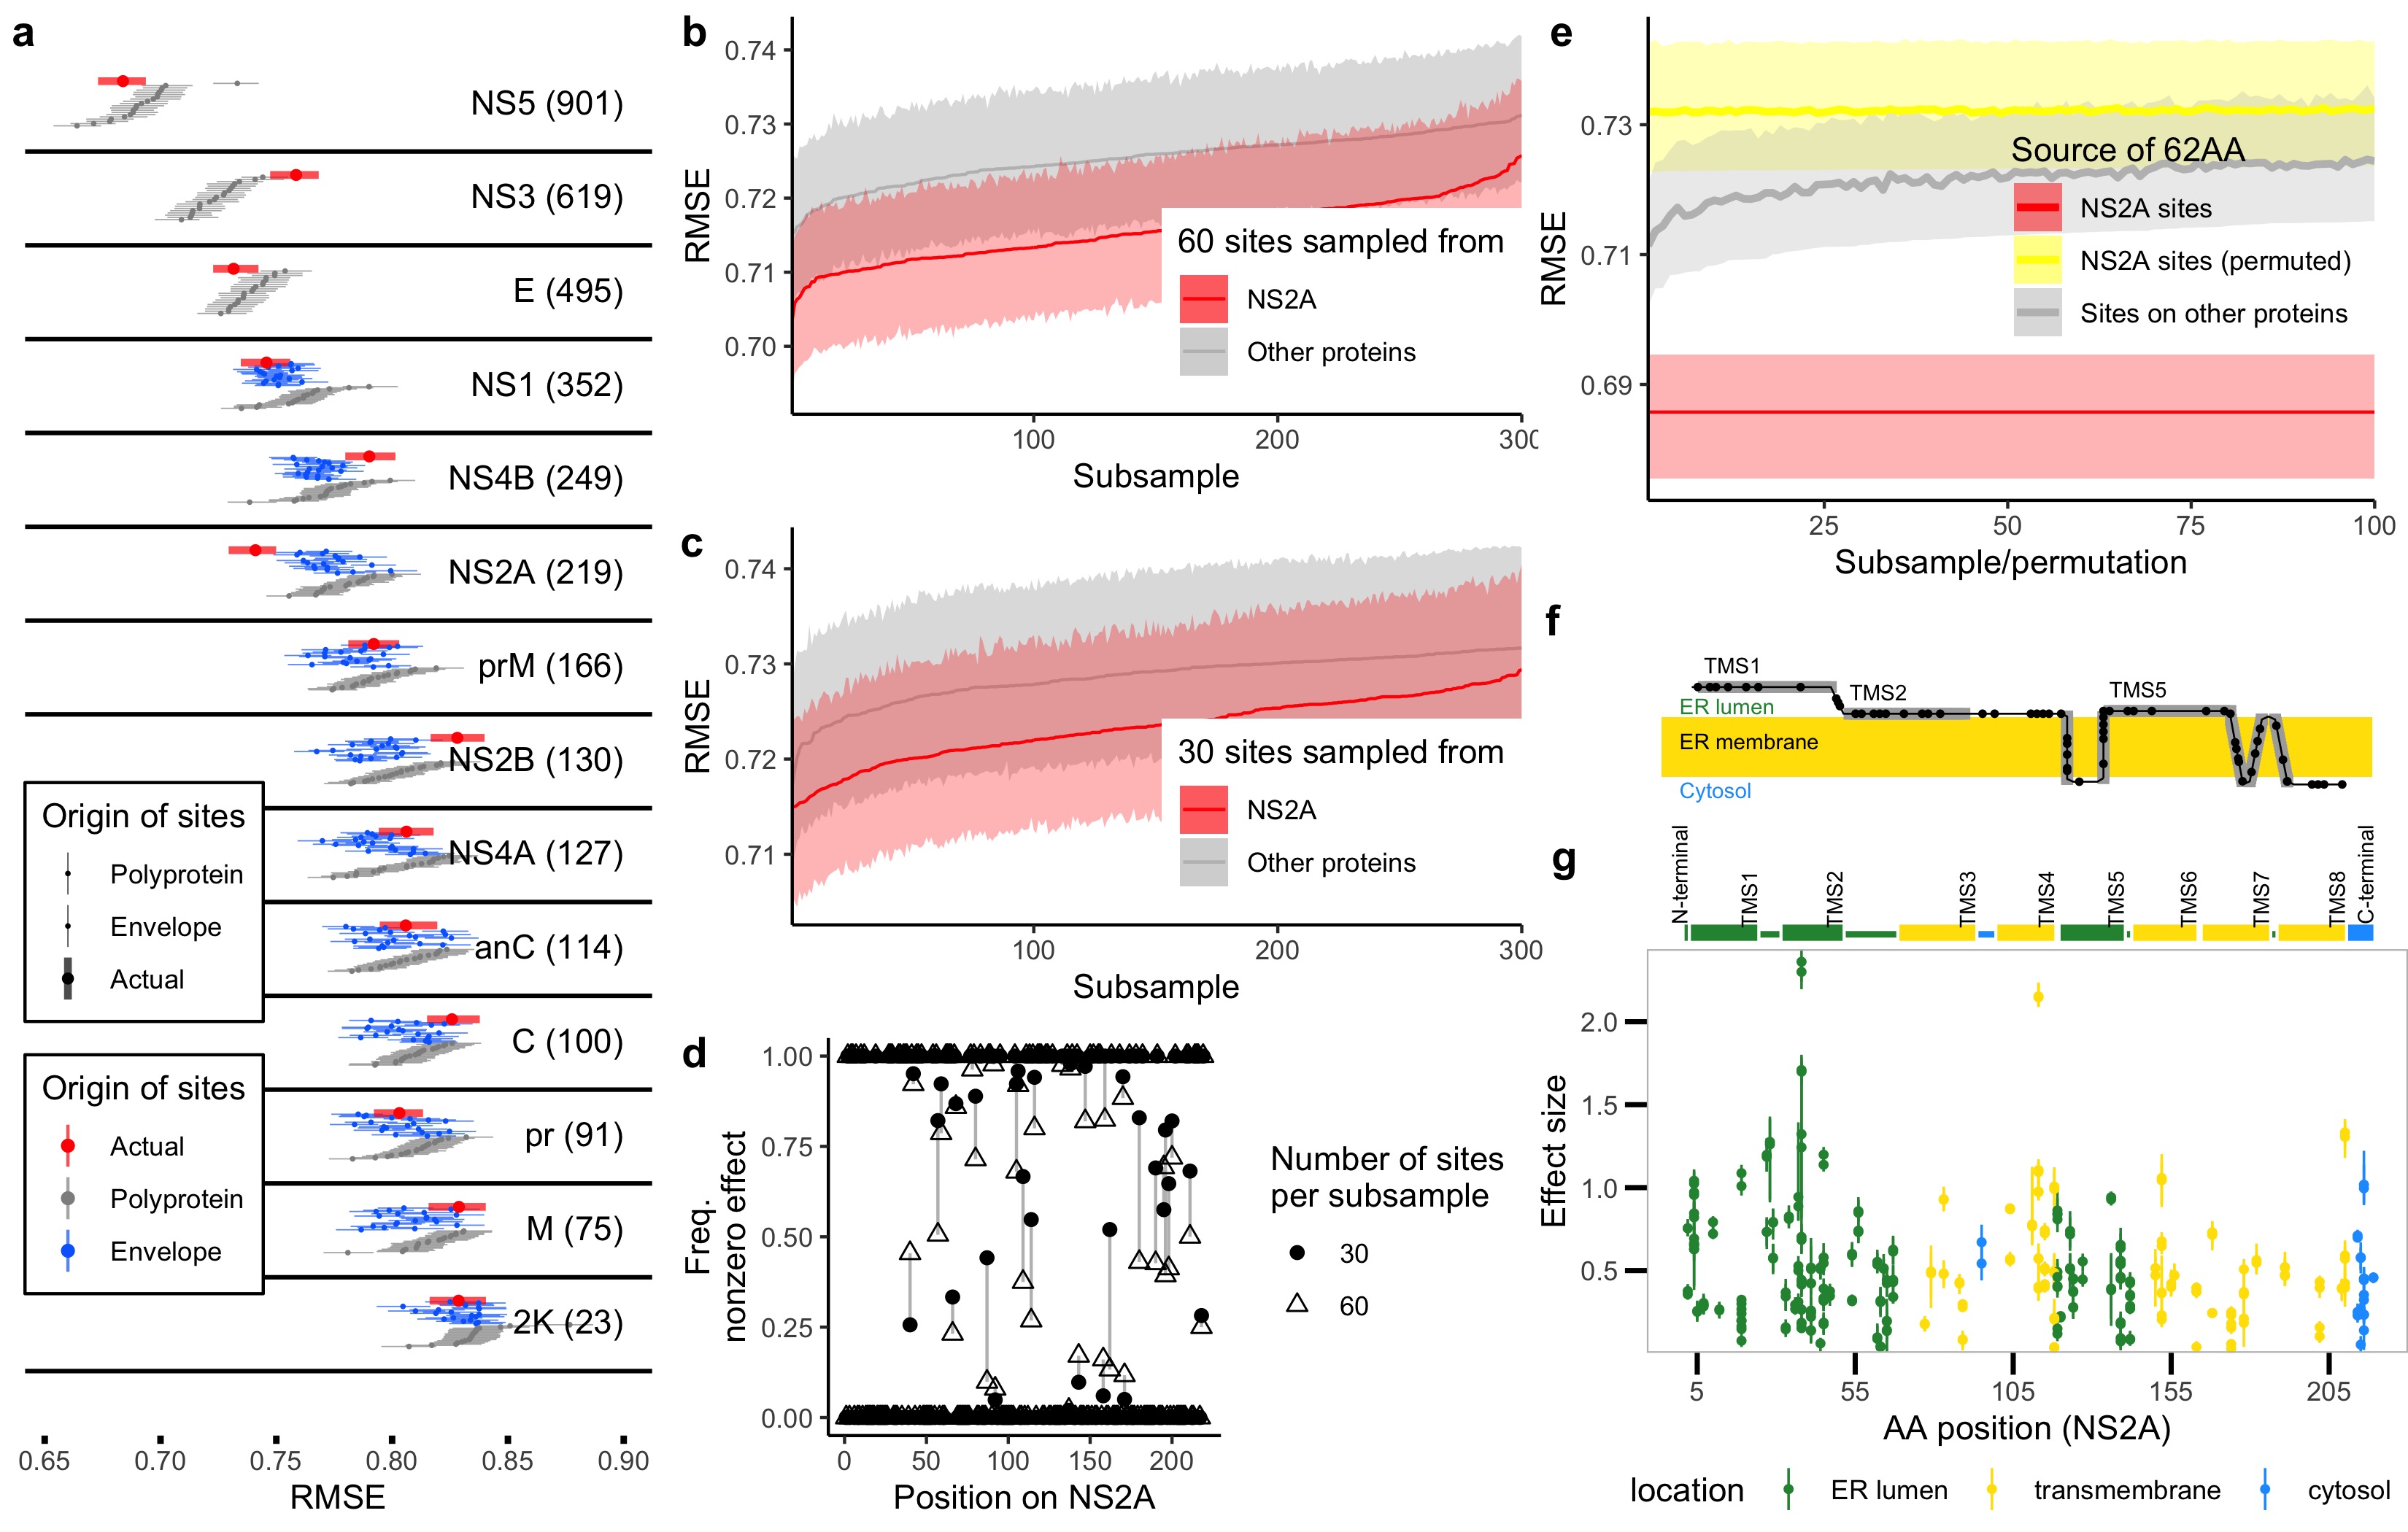 a
NS5 (901)
NS3 (619)
E (495)
NS1 (352)
NS4B (249)
NS2A (219)
prM (166)
NS2B (130)
NS4A (127)
anC (114)
C (100)
pr (91)
M (75)
2K (23)
Origin of sites
Polyprotein
Envelope
Actual
Origin of sites
Actual
Polyprotein
Envelope
0.65 0.70 0.75 0.80 0.85 0.90
RMSE
b
0.74
0.73
0.72
0.71
0.70
RMSE
60 sites sampled from
NS2A
Other proteins
100 200 300
Subsample
c
0.74
0.73
0.72
0.71
RMSE
30 sites sampled from
NS2A
Other proteins
100 200 300
Subsample
d
1.00
0.75
0.50
0.25
0.00
Freq.
nonzero effect
0 50 100 150 200
Position on NS2A
Number of sites
per subsample
30
60
e
0.73
0.71
0.69
RMSE
Source of 62AA
NS2A sites
NS2A sites (permuted)
Sites on other proteins
25 50 75 100
Subsample/permutation
f
TMS1
TMS2
TMS5
ER lumen
ER membrane
Cytosol
g
N-terminal
TMS1
TMS2
TMS3
TMS4
TMS5
TMS6
TMS7
TMS8
C-terminal
2.0
1.5
1.0
0.5
Effect size
5 55 105 155 205
AA position (NS2A)
location ER lumen transmembrane cytosol